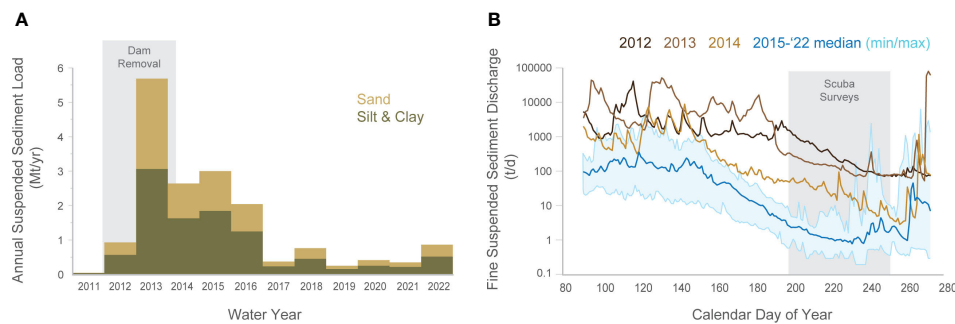 A
Dam
Removal
Sand
Silt & Clay
Annual Suspended Sediment Load
(Mt/yr)
6
5
4
3
2
1
0
2011 2012 2013 2014 2015 2016 2017 2018 2019 2020 2021 2022
Water Year
B
2012 2013 2014 2015-'22 median (min/max)
Scuba
Surveys
Fine Suspended Sediment Discharge
(t/d)
100000
10000
1000
100
10
1
0.1
80 100 120 140 160 180 200 220 240 260 280
Calendar Day of Year